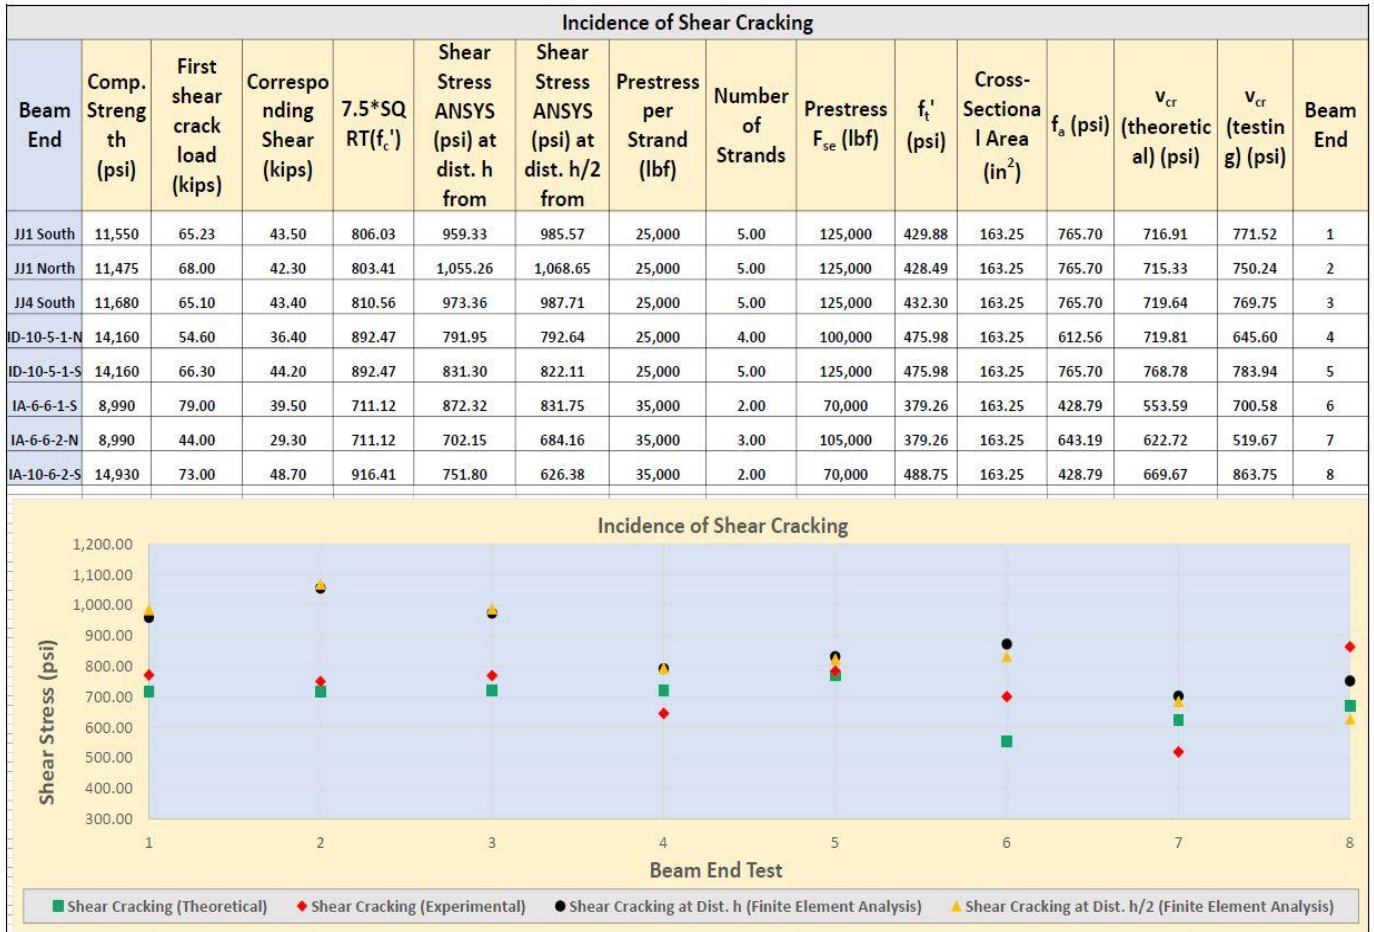 Incidence of Shear Cracking
Beam End
Comp. Streng th (psi)
First shear crack load (kips)
Correspo nding Shear (kips)
7.5*SQ RT(fc')
Shear Stress ANSYS (psi) at dist. h from
Shear Stress ANSYS (psi) at dist. h/2 from
Prestress per Strand (lbf)
Number of Strands
Prestress Fse (lbf)
ft' (psi)
Cross-Sectiona l Area (in²)
fa (psi)
vcr (theoretic al) (psi)
vcr (testin g) (psi)
Beam End
JJ1 South 11,550 65.23 43.50 806.03 959.33 985.57 25,000 5.00 125,000 429.88 163.25 765.70 716.91 771.52 1
JJ1 North 11,475 68.00 42.30 803.41 1,055.26 1,068.65 25,000 5.00 125,000 428.49 163.25 765.70 715.33 750.24 2
JJ4 South 11,680 65.10 43.40 810.56 973.36 987.71 25,000 5.00 125,000 432.30 163.25 765.70 719.64 769.75 3
ID-10-5-1-N 14,160 54.60 36.40 892.47 791.95 792.64 25,000 4.00 100,000 475.98 163.25 612.56 719.81 645.60 4
ID-10-5-1-S 14,160 66.30 44.20 892.47 831.30 822.11 25,000 5.00 125,000 475.98 163.25 765.70 768.78 783.94 5
IA-6-6-1-S 8,990 79.00 39.50 711.12 872.32 831.75 35,000 2.00 70,000 379.26 163.25 428.79 553.59 700.58 6
IA-6-6-2-N 8,990 44.00 29.30 711.12 702.15 684.16 35,000 3.00 105,000 379.26 163.25 643.19 622.72 519.67 7
IA-10-6-2-S 14,930 73.00 48.70 916.41 751.80 626.38 35,000 2.00 70,000 488.75 163.25 428.79 669.67 863.75 8
Incidence of Shear Cracking
Shear Stress (psi)
1,200.00
1,100.00
1,000.00
900.00
800.00
700.00
600.00
500.00
400.00
300.00
1 2 3 4 5 6 7 8
Beam End Test
Shear Cracking (Theoretical) Shear Cracking (Experimental) Shear Cracking at Dist. h (Finite Element Analysis) Shear Cracking at Dist. h/2 (Finite Element Analysis)